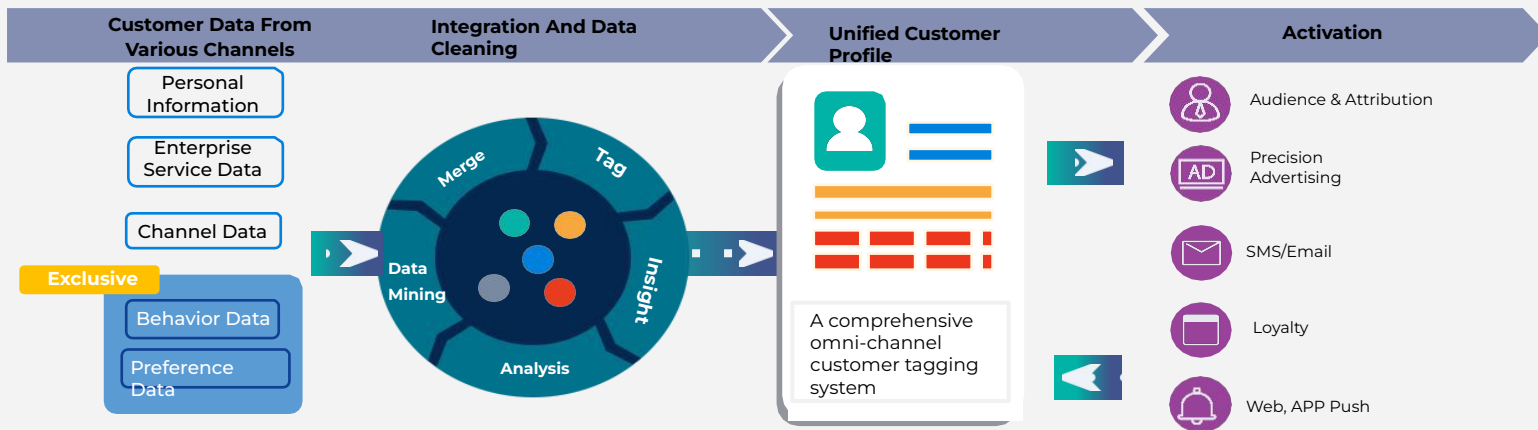 Customer Data From
Various Channels
Integration And Data
Cleaning
Unified Customer
Profile
Activation
Personal
Information
Enterprise
Service Data
Channel Data
Exclusive
Behavior Data
Preference
Data
Merge
Tag
Insight
Analysis
Data
Mining
A comprehensive
omni-channel
customer tagging
system
Audience & Attribution
AD
Precision
Advertising
SMS/Email
Loyalty
Web, APP Push